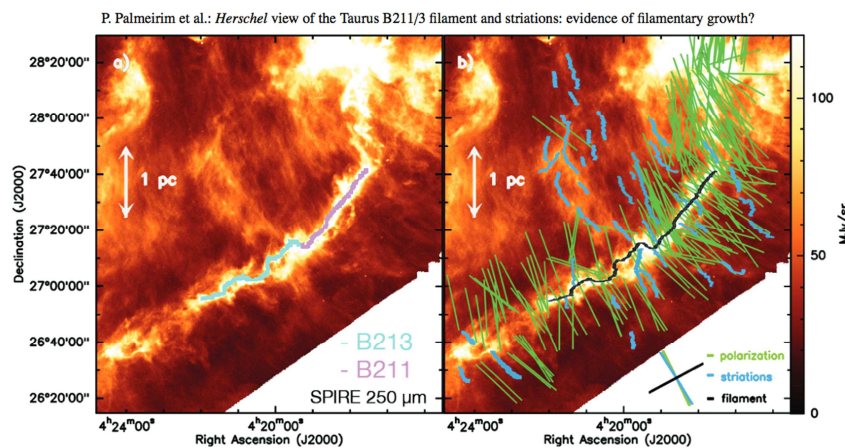 P. Palmeirim et al.: Herschel view of the Taurus B211/3 filament and striations: evidence of filamentary growth?
a)
b)
28°20'00"
28°00'00"
27°40'00"
27°20'00"
27°00'00"
26°40'00"
26°20'00"
Declination (J2000)
1 pc
1 pc
- B213
- B211
SPIRE 250 μm
polarization
striations
filament
4ʰ24ᵐ00ˢ
4ʰ20ᵐ00ˢ
4ʰ24ᵐ00ˢ
4ʰ20ᵐ00ˢ
Right Ascension (J2000)
Right Ascension (J2000)
100
50
0